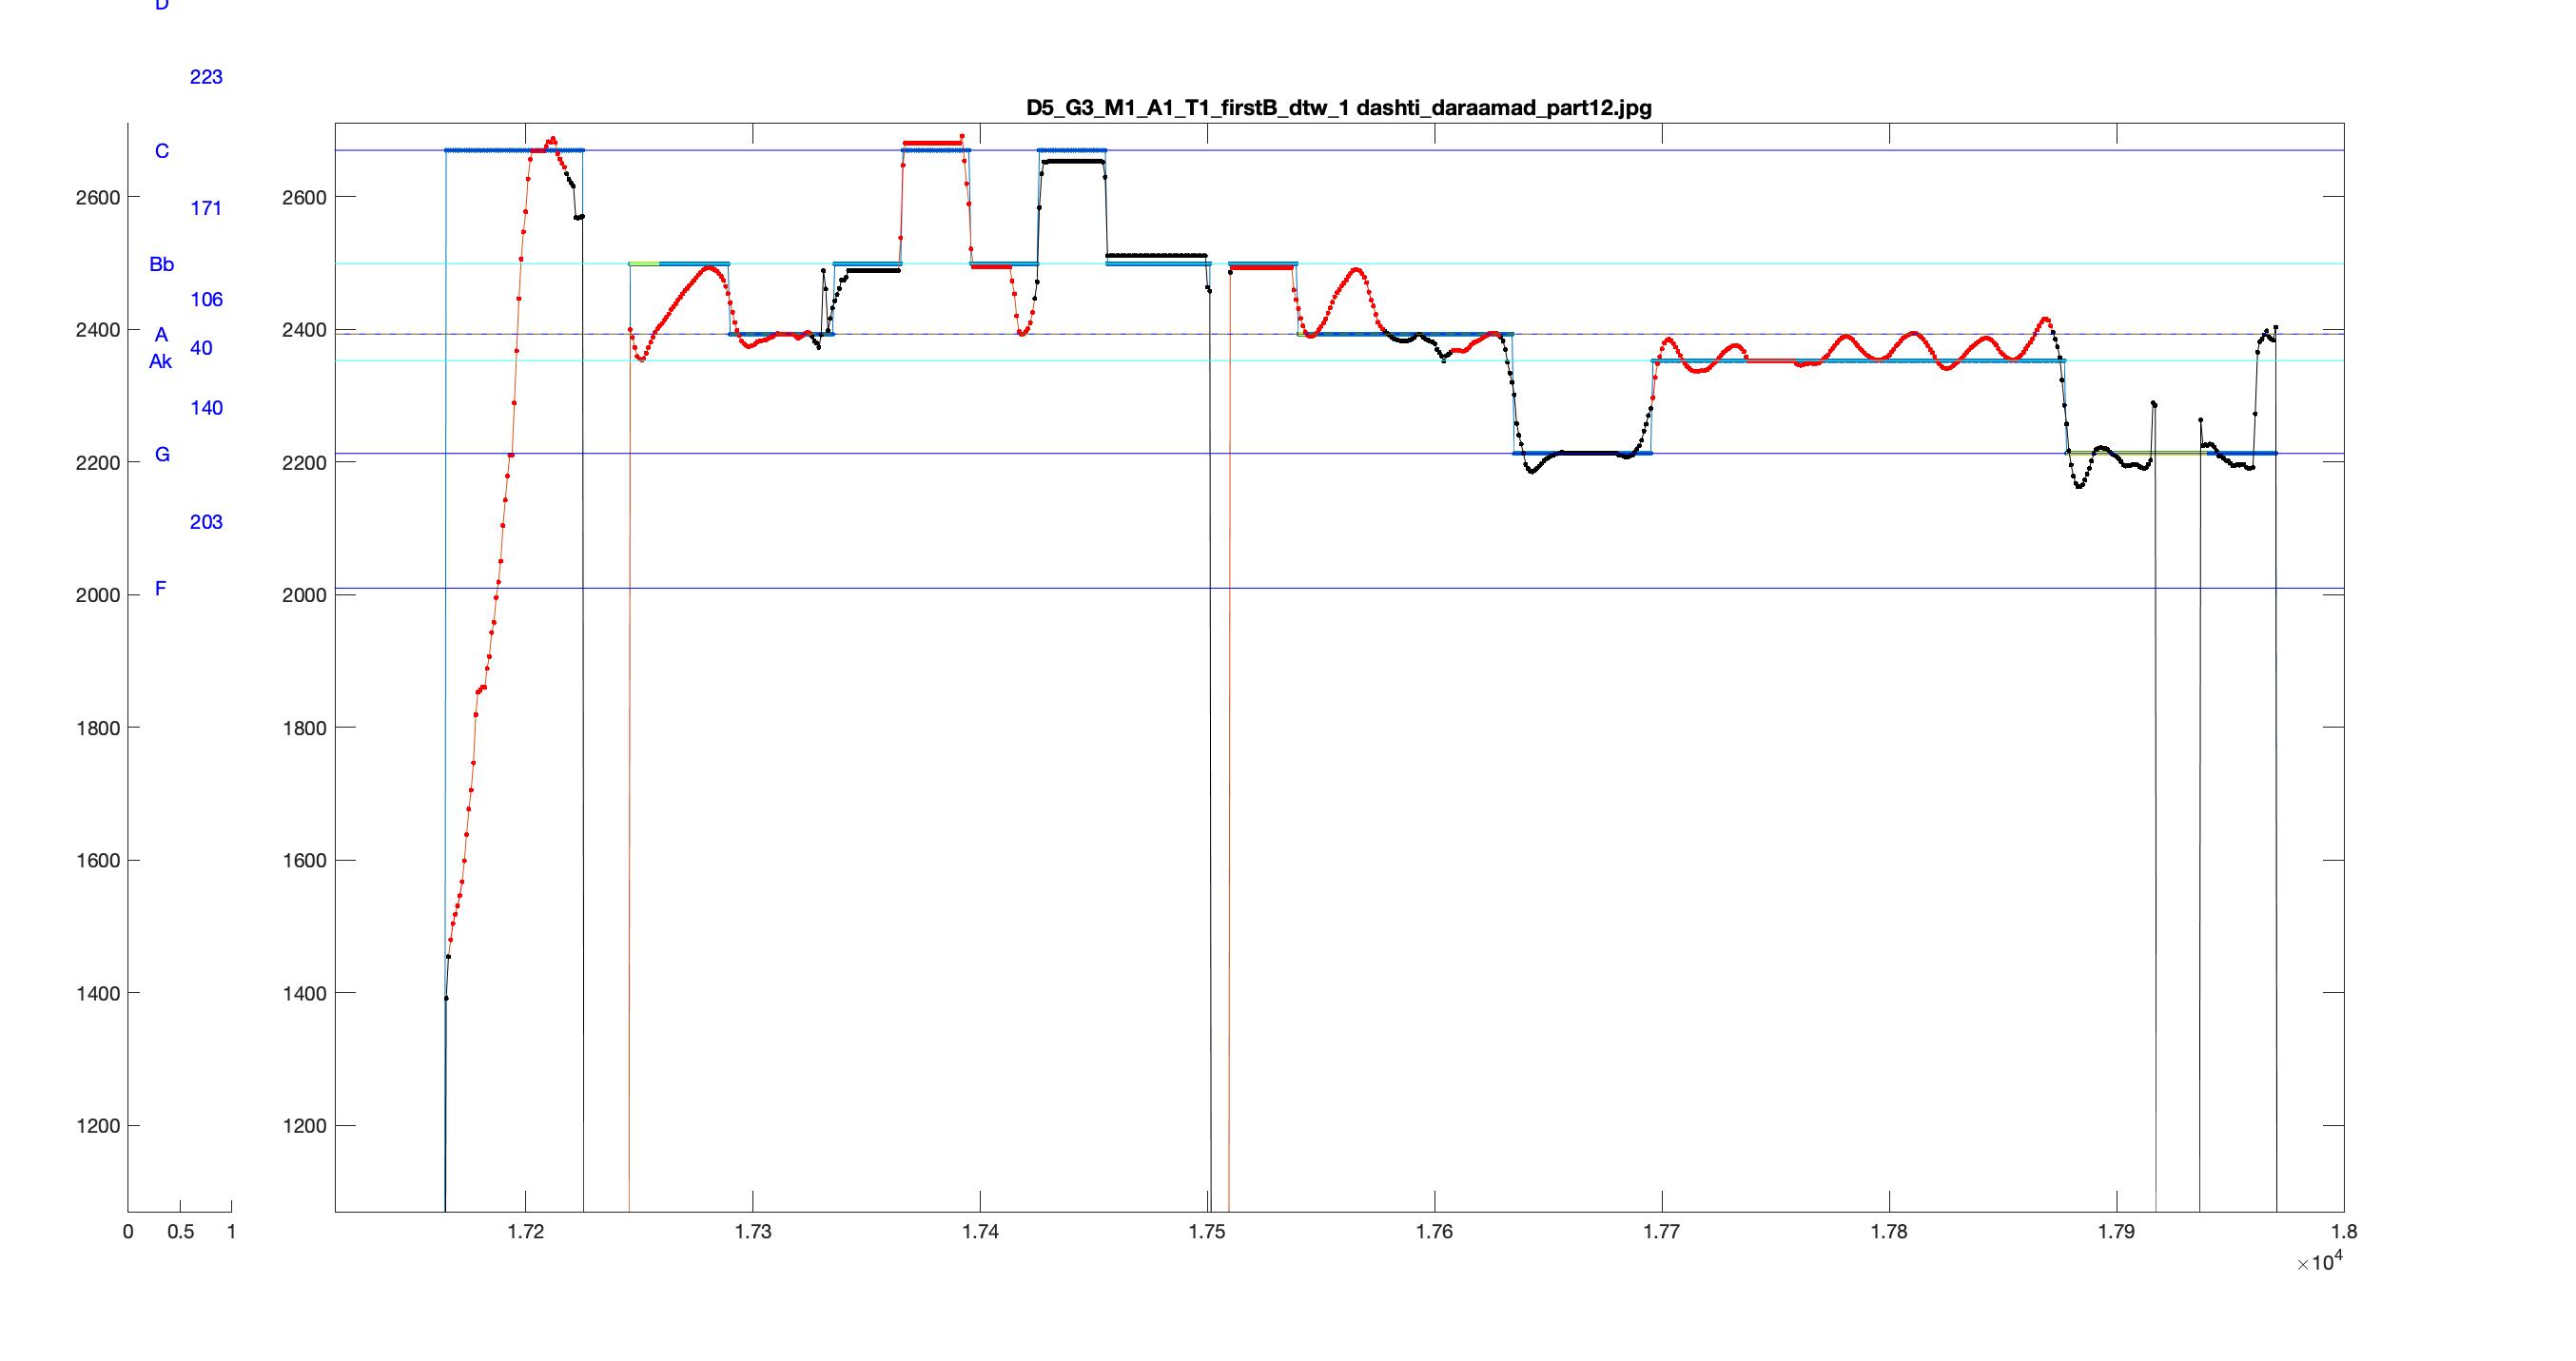 D
223
D5_G3_M1_A1_T1_firstB_dtw_1 dashti_daraamad_part12.jpg
C
2600
171
2600
Bb
106
2400
A
40
2400
Ak
140
G
2200
2200
203
F
2000
2000
1800
1800
1600
1600
1400
1400
1200
1200
0 0.5 1
1.72 1.73 1.74 1.75 1.76 1.77 1.78 1.79 1.8
×10⁴